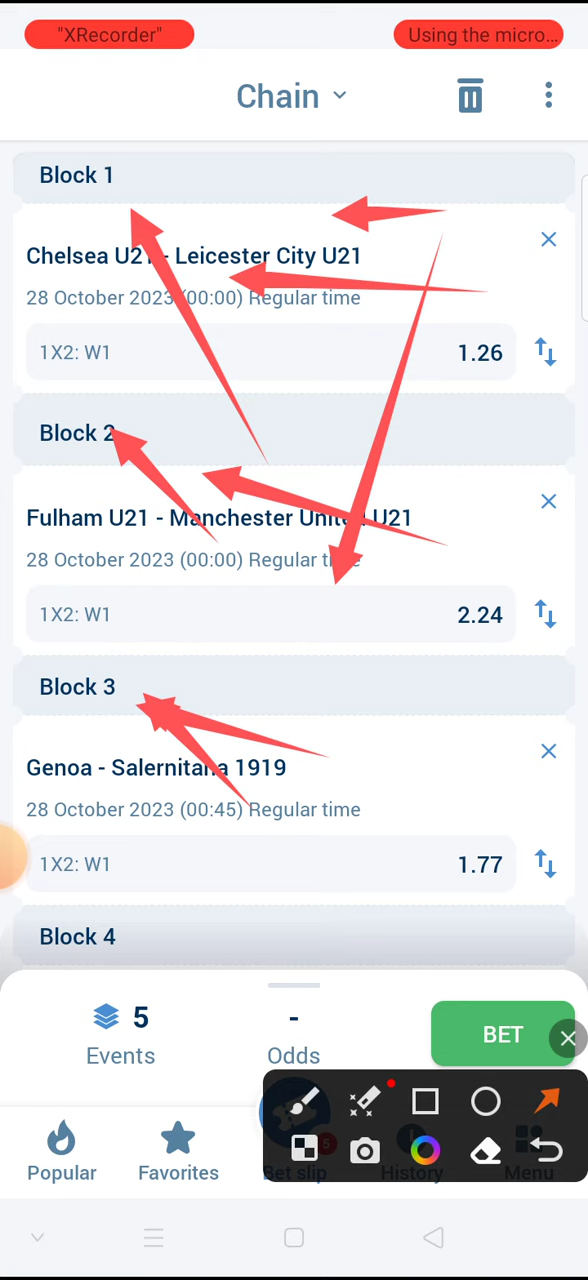 "XRecorder"
Using the micro...
Chain
Block 1
Chelsea U21 - Leicester City U21
28 October 2023 (00:00) Regular time
1X2: W1
1.26
Block 2
Fulham U21 - Manchester United U21
28 October 2023 (00:00) Regular time
1X2: W1
2.24
Block 3
Genoa - Salernitana 1919
28 October 2023 (00:45) Regular time
1X2: W1
1.77
Block 4
5
-
BET
Events
Odds
5
Popular
Favorites
Bet slip
History
Menu